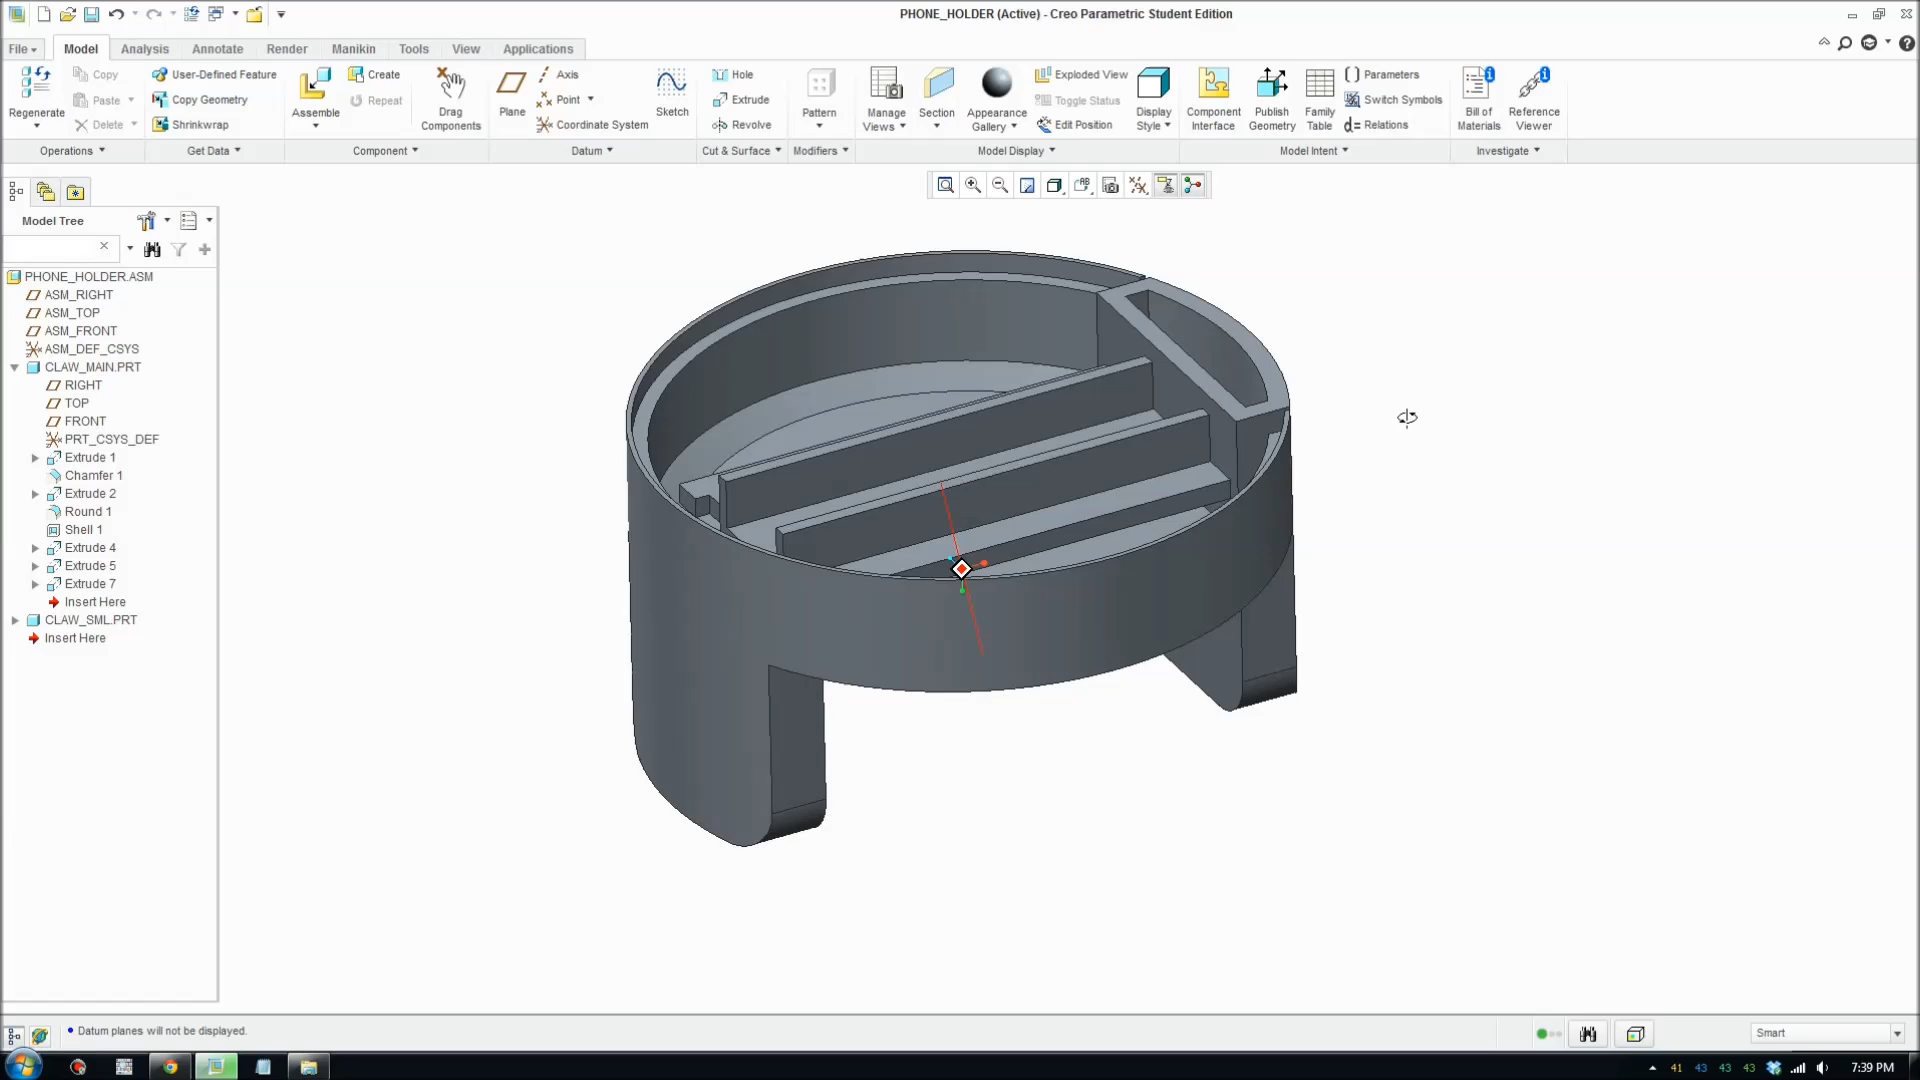 PHONE_HOLDER (Active) - Creo Parametric Student Edition
File Model Analysis Annotate Render Manikin Tools View Applications
Regenerate
Copy
Paste
Delete
Operations
User-Defined Feature
Copy Geometry
Shrinkwrap
Get Data
Assemble
Create
Repeat
Drag
Components
Component
Plane
Axis
Point
Coordinate System
Sketch
Datum
Hole
Extrude
Revolve
Cut & Surface
Pattern
Modifiers
Manage
Views
Section
Appearance
Gallery
Exploded View
Toggle Status
Edit Position
Display
Style
Model Display
Component
Interface
Publish
Geometry
Family
Table
Parameters
Switch Symbols
d= Relations
Model Intent
Bill of
Materials
Reference
Viewer
Investigate
Model Tree
PHONE_HOLDER.ASM
ASM_RIGHT
ASM_TOP
ASM_FRONT
ASM_DEF_CSYS
CLAW_MAIN.PRT
RIGHT
TOP
FRONT
PRT_CSYS_DEF
Extrude 1
Chamfer 1
Extrude 2
Round 1
Shell 1
Extrude 4
Extrude 5
Extrude 7
Insert Here
CLAW_SML.PRT
Insert Here
Datum planes will not be displayed.
Smart
41 43 43 43
7:39 PM